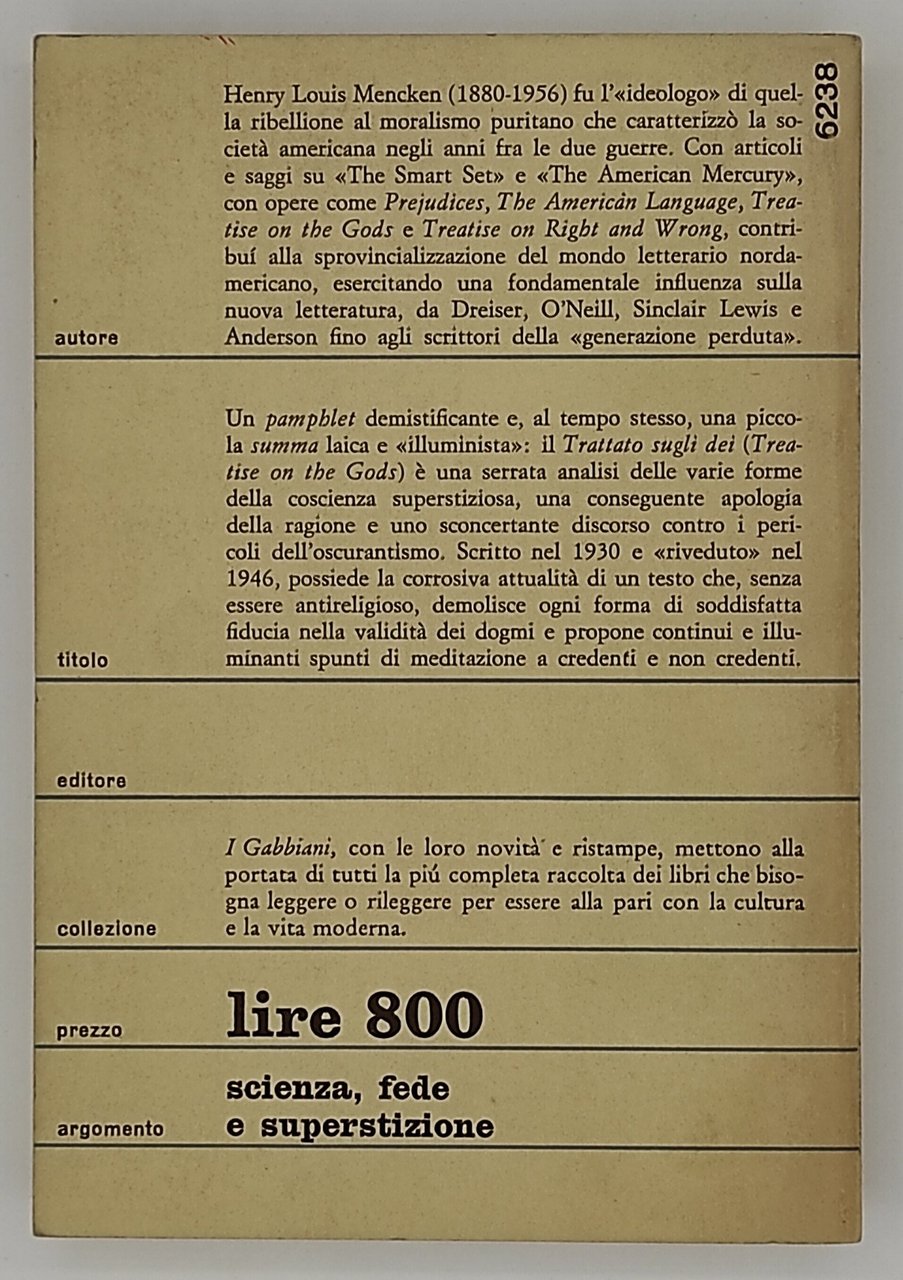 6238
Henry Louis Mencken (1880-1956) fu l'«ideologo» di quel-
la ribellione al moralismo puritano che caratterizzò la so-
cietà americana negli anni fra le due guerre. Con articoli
e saggi su «The Smart Set» e «The American Mercury»,
con opere come Prejudices, The Américàn Language, Trea-
tise on the Gods e Treatise on Right and Wrong, contri-
buí alla sprovincializzazione del mondo letterario norda-
mericano, esercitando una fondamentale influenza sulla
nuova letteratura, da Dreiser, O'Neill, Sinclair Lewis e
autore Anderson fino agli scrittori della «generazione perduta».
Un pamphlet demistificante e, al tempo stesso, una picco-
la summa laica e «illuminista»: il Trattato sugli dei (Trea-
tise on the Gods) è una serrata analisi delle varie forme
della coscienza superstiziosa, una conseguente apologia
della ragione e uno sconcertante discorso contro i peri-
coli dell'oscurantismo. Scritto nel 1930 e «riveduto» nel
1946, possiede la corrosiva attualità di un testo che, senza
essere antireligioso, demolisce ogni forma di soddisfatta
fiducia nella validità dei dogmi e propone continui e illu-
titolo minanti spunti di meditazione a credenti e non credenti.
editore
I Gabbiani, con le loro novità e ristampe, mettono alla
portata di tutti la piú completa raccolta dei libri che biso-
gna leggere o rileggere per essere alla pari con la cultura
collezione e la vita moderna.
prezzo lire 800
scienza, fede
argomento e superstizione